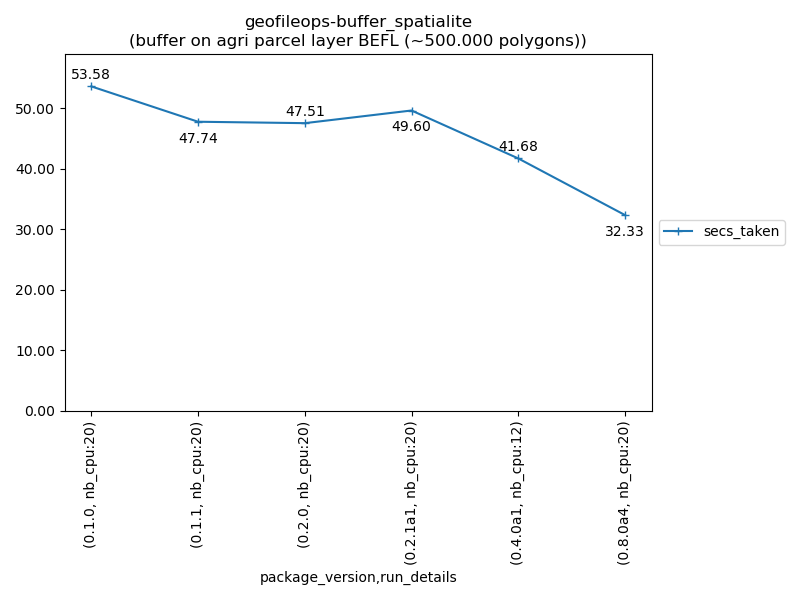 geofileops-buffer_spatialite
(buffer on agri parcel layer BEFL (~500.000 polygons))
53.58
47.74
47.51
49.60
41.68
32.33
50.00
40.00
30.00
20.00
10.00
0.00
secs_taken
(0.1.0, nb_cpu:20)
(0.1.1, nb_cpu:20)
(0.2.0, nb_cpu:20)
(0.2.1a1, nb_cpu:20)
(0.4.0a1, nb_cpu:12)
(0.8.0a4, nb_cpu:20)
package_version,run_details